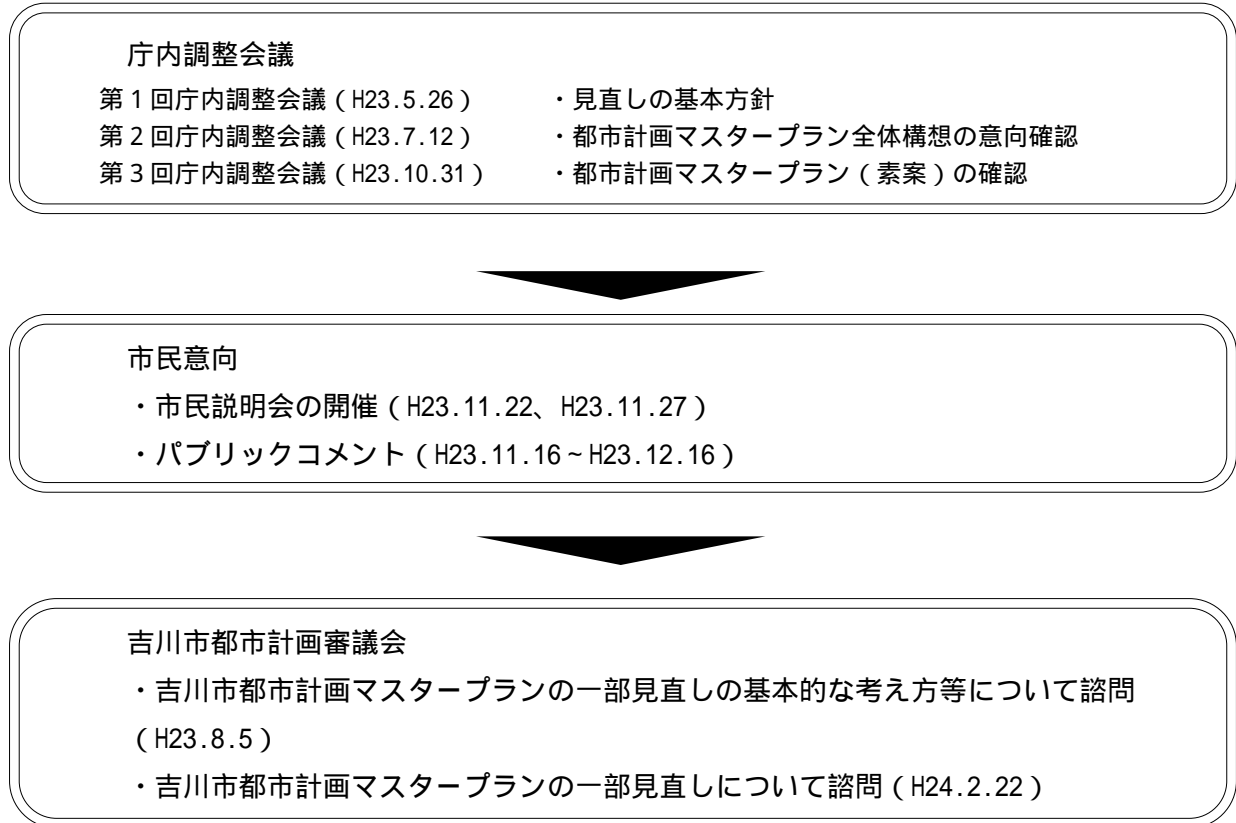 庁内調整会議
第１回庁内調整会議（H23.5.26）　・見直しの基本方針
第２回庁内調整会議（H23.7.12）　・都市計画マスタープラン全体構想の意向確認
第３回庁内調整会議（H23.10.31）　・都市計画マスタープラン（素案）の確認
市民意向
・市民説明会の開催（H23.11.22、H23.11.27）
・パブリックコメント（H23.11.16～H23.12.16）
吉川市都市計画審議会
・吉川市都市計画マスタープランの一部見直しの基本的な考え方等について諮問
（H23.8.5）
・吉川市都市計画マスタープランの一部見直しについて諮問（H24.2.22）